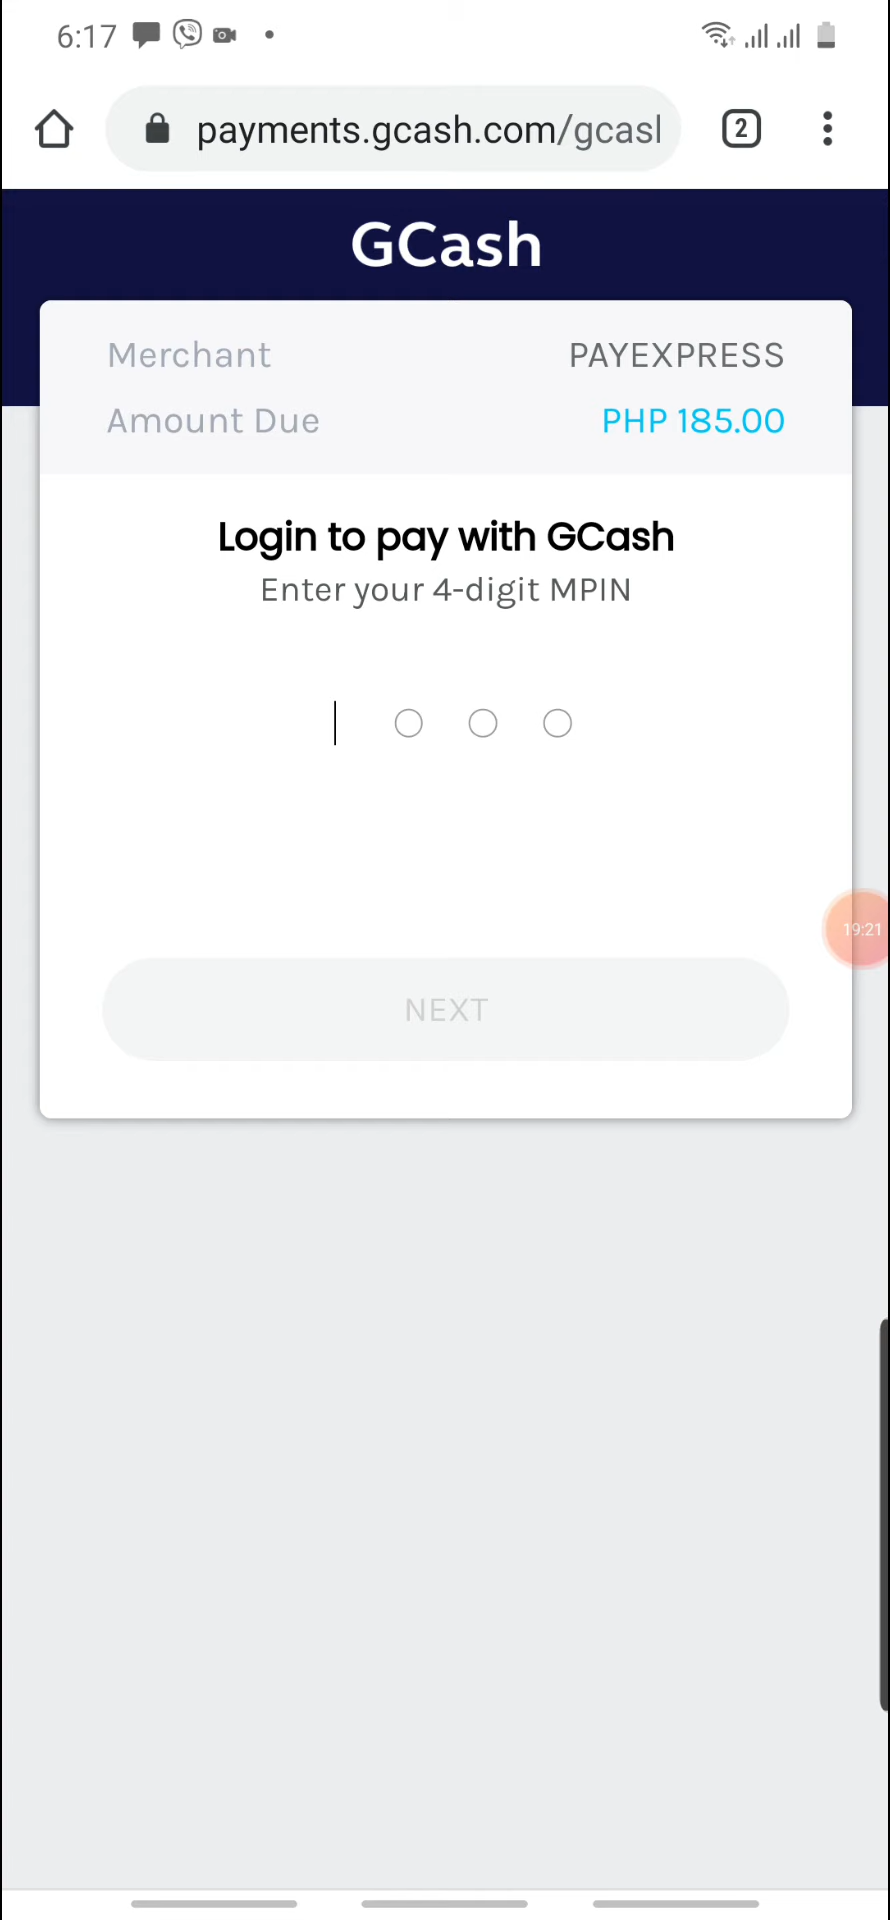 6:17
payments.gcash.com/gcasl
2
GCash
Merchant PAYEXPRESS
Amount Due PHP 185.00
Login to pay with GCash
Enter your 4-digit MPIN
19:21
NEXT